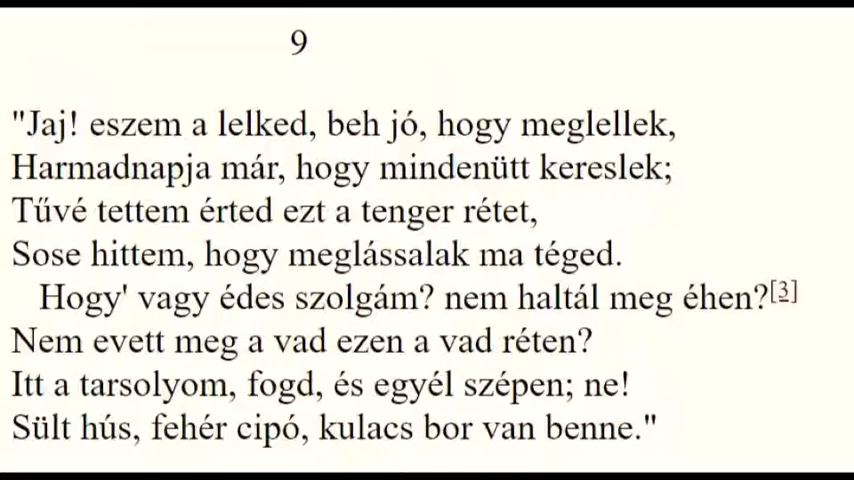 9
"Jaj! eszem a lelked, beh jó, hogy meglellek,
Harmadnapja már, hogy mindenütt kereslek;
Tűvé tettem érted ezt a tenger rétet,
Sose hittem, hogy meglássalak ma téged.
Hogy' vagy édes szolgám? nem haltál meg éhen?[3]
Nem evett meg a vad ezen a vad réten?
Itt a tarsolyom, fogd, és egyél szépen; ne!
Sült hús, fehér cipó, kulacs bor van benne."